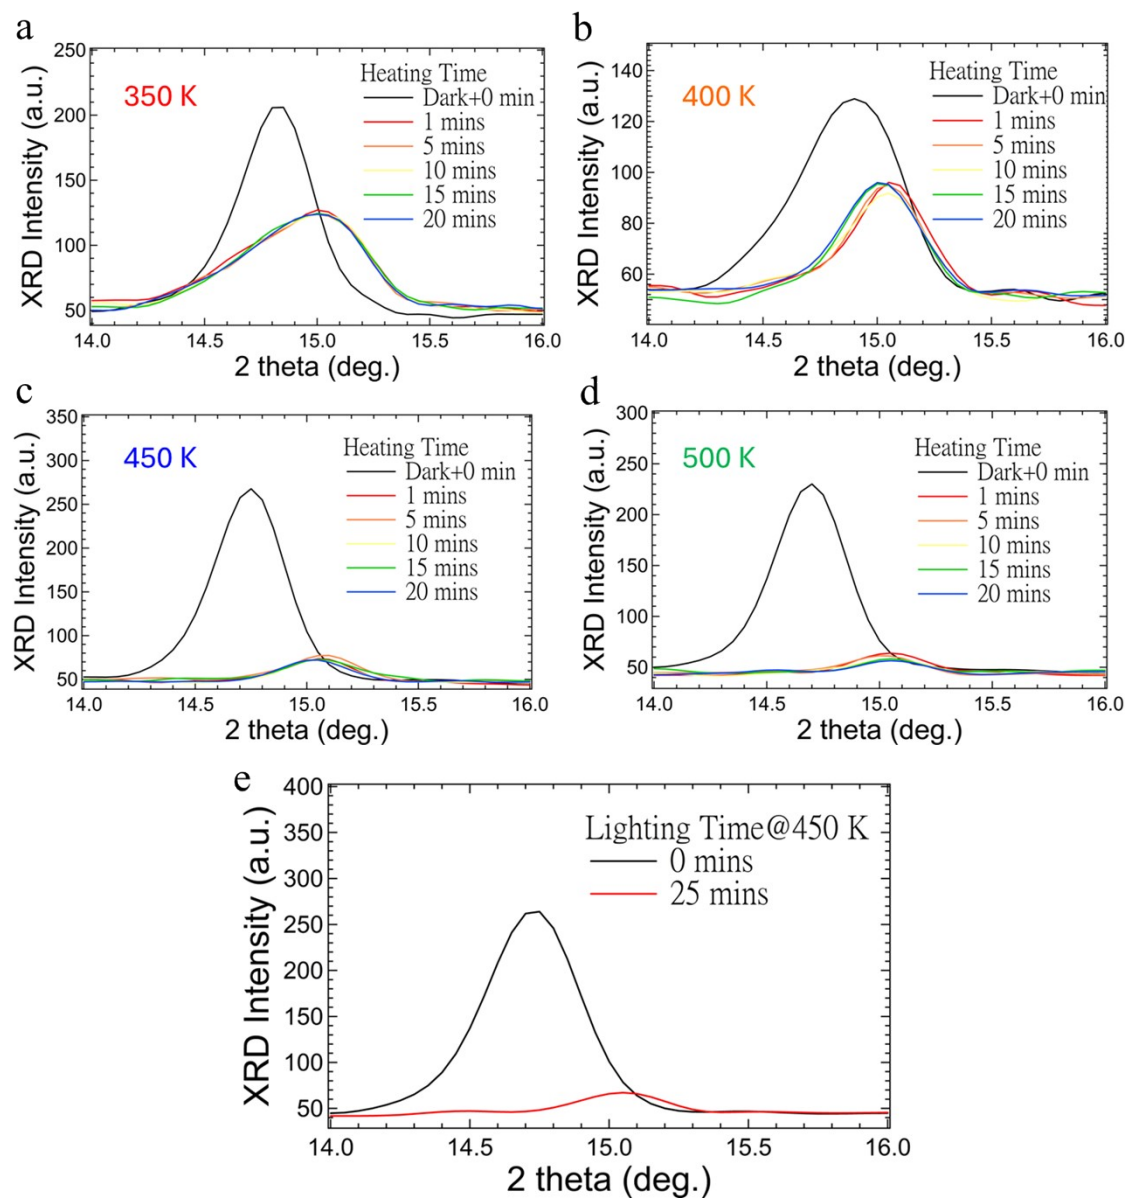 a
XRD Intensity (a.u.)
250
200
150
100
50
350 K
Heating Time
Dark+0 min
1 mins
5 mins
10 mins
15 mins
20 mins
14.0 14.5 15.0 15.5 16.0
2 theta (deg.)
b
XRD Intensity (a.u.)
140
120
100
80
60
400 K
Heating Time
Dark+0 min
1 mins
5 mins
10 mins
15 mins
20 mins
14.0 14.5 15.0 15.5 16.0
2 theta (deg.)
c
XRD Intensity (a.u.)
350
300
250
200
150
100
50
450 K
Heating Time
Dark+0 min
1 mins
5 mins
10 mins
15 mins
20 mins
14.0 14.5 15.0 15.5 16.0
2 theta (deg.)
d
XRD Intensity (a.u.)
300
250
200
150
100
50
500 K
Heating Time
Dark+0 min
1 mins
5 mins
10 mins
15 mins
20 mins
14.0 14.5 15.0 15.5 16.0
2 theta (deg.)
e
XRD Intensity (a.u.)
400
350
300
250
200
150
100
50
Lighting Time@450 K
0 mins
25 mins
14.0 14.5 15.0 15.5 16.0
2 theta (deg.)